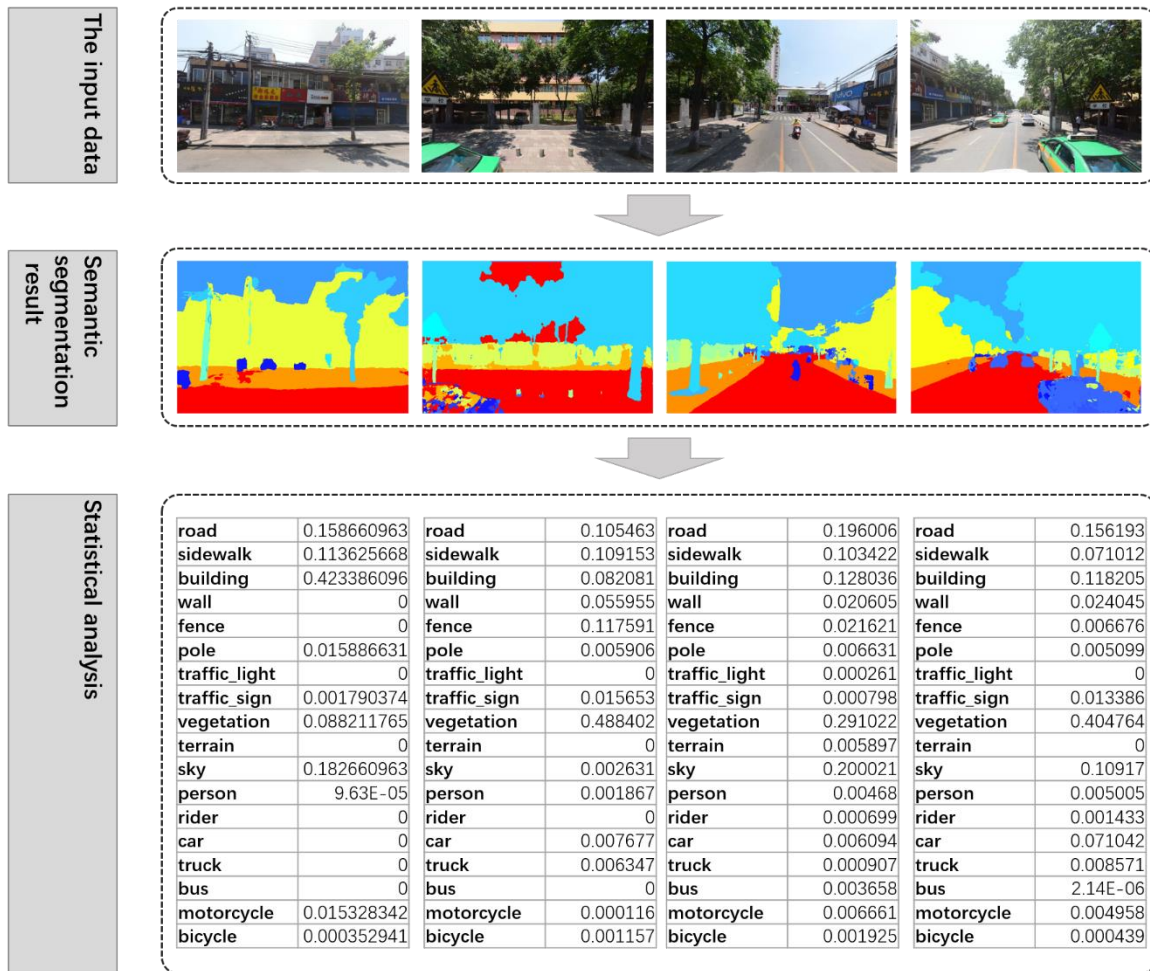 The input data
Semantic
segmentation
result
Statistical analysis
road 0.158660963 road 0.105463 road 0.196006 road 0.156193
sidewalk 0.113625668 sidewalk 0.109153 sidewalk 0.103422 sidewalk 0.071012
building 0.423386096 building 0.082081 building 0.128036 building 0.118205
wall 0 wall 0.055955 wall 0.020605 wall 0.024045
fence 0 fence 0.117591 fence 0.021621 fence 0.006676
pole 0.015886631 pole 0.005906 pole 0.006631 pole 0.005099
traffic_light 0 traffic_light 0 traffic_light 0.000261 traffic_light 0
traffic_sign 0.001790374 traffic_sign 0.015653 traffic_sign 0.000798 traffic_sign 0.013386
vegetation 0.088211765 vegetation 0.488402 vegetation 0.291022 vegetation 0.404764
terrain 0 terrain 0 terrain 0.005897 terrain 0
sky 0.182660963 sky 0.002631 sky 0.200021 sky 0.10917
person 9.63E-05 person 0.001867 person 0.00468 person 0.005005
rider 0 rider 0 rider 0.000699 rider 0.001433
car 0 car 0.007677 car 0.006094 car 0.071042
truck 0 truck 0.006347 truck 0.000907 truck 0.008571
bus 0 bus 0 bus 0.003658 bus 2.14E-06
motorcycle 0.015328342 motorcycle 0.000116 motorcycle 0.006661 motorcycle 0.004958
bicycle 0.000352941 bicycle 0.001157 bicycle 0.001925 bicycle 0.000439